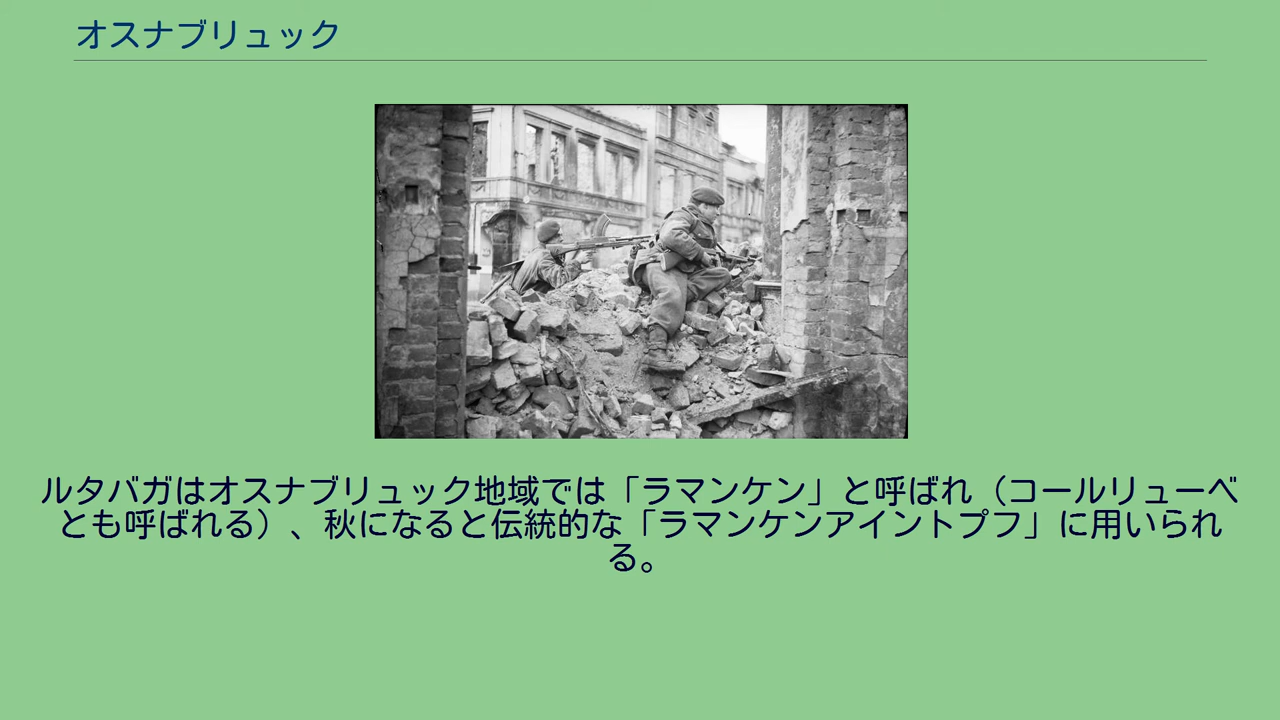 オスナブリュック
ルタバガはオスナブリュック地域では「ラマンケン」と呼ばれ（コールリューベ
とも呼ばれる）、秋になると伝統的な「ラマンケンアイントプフ」に用いられ
る。